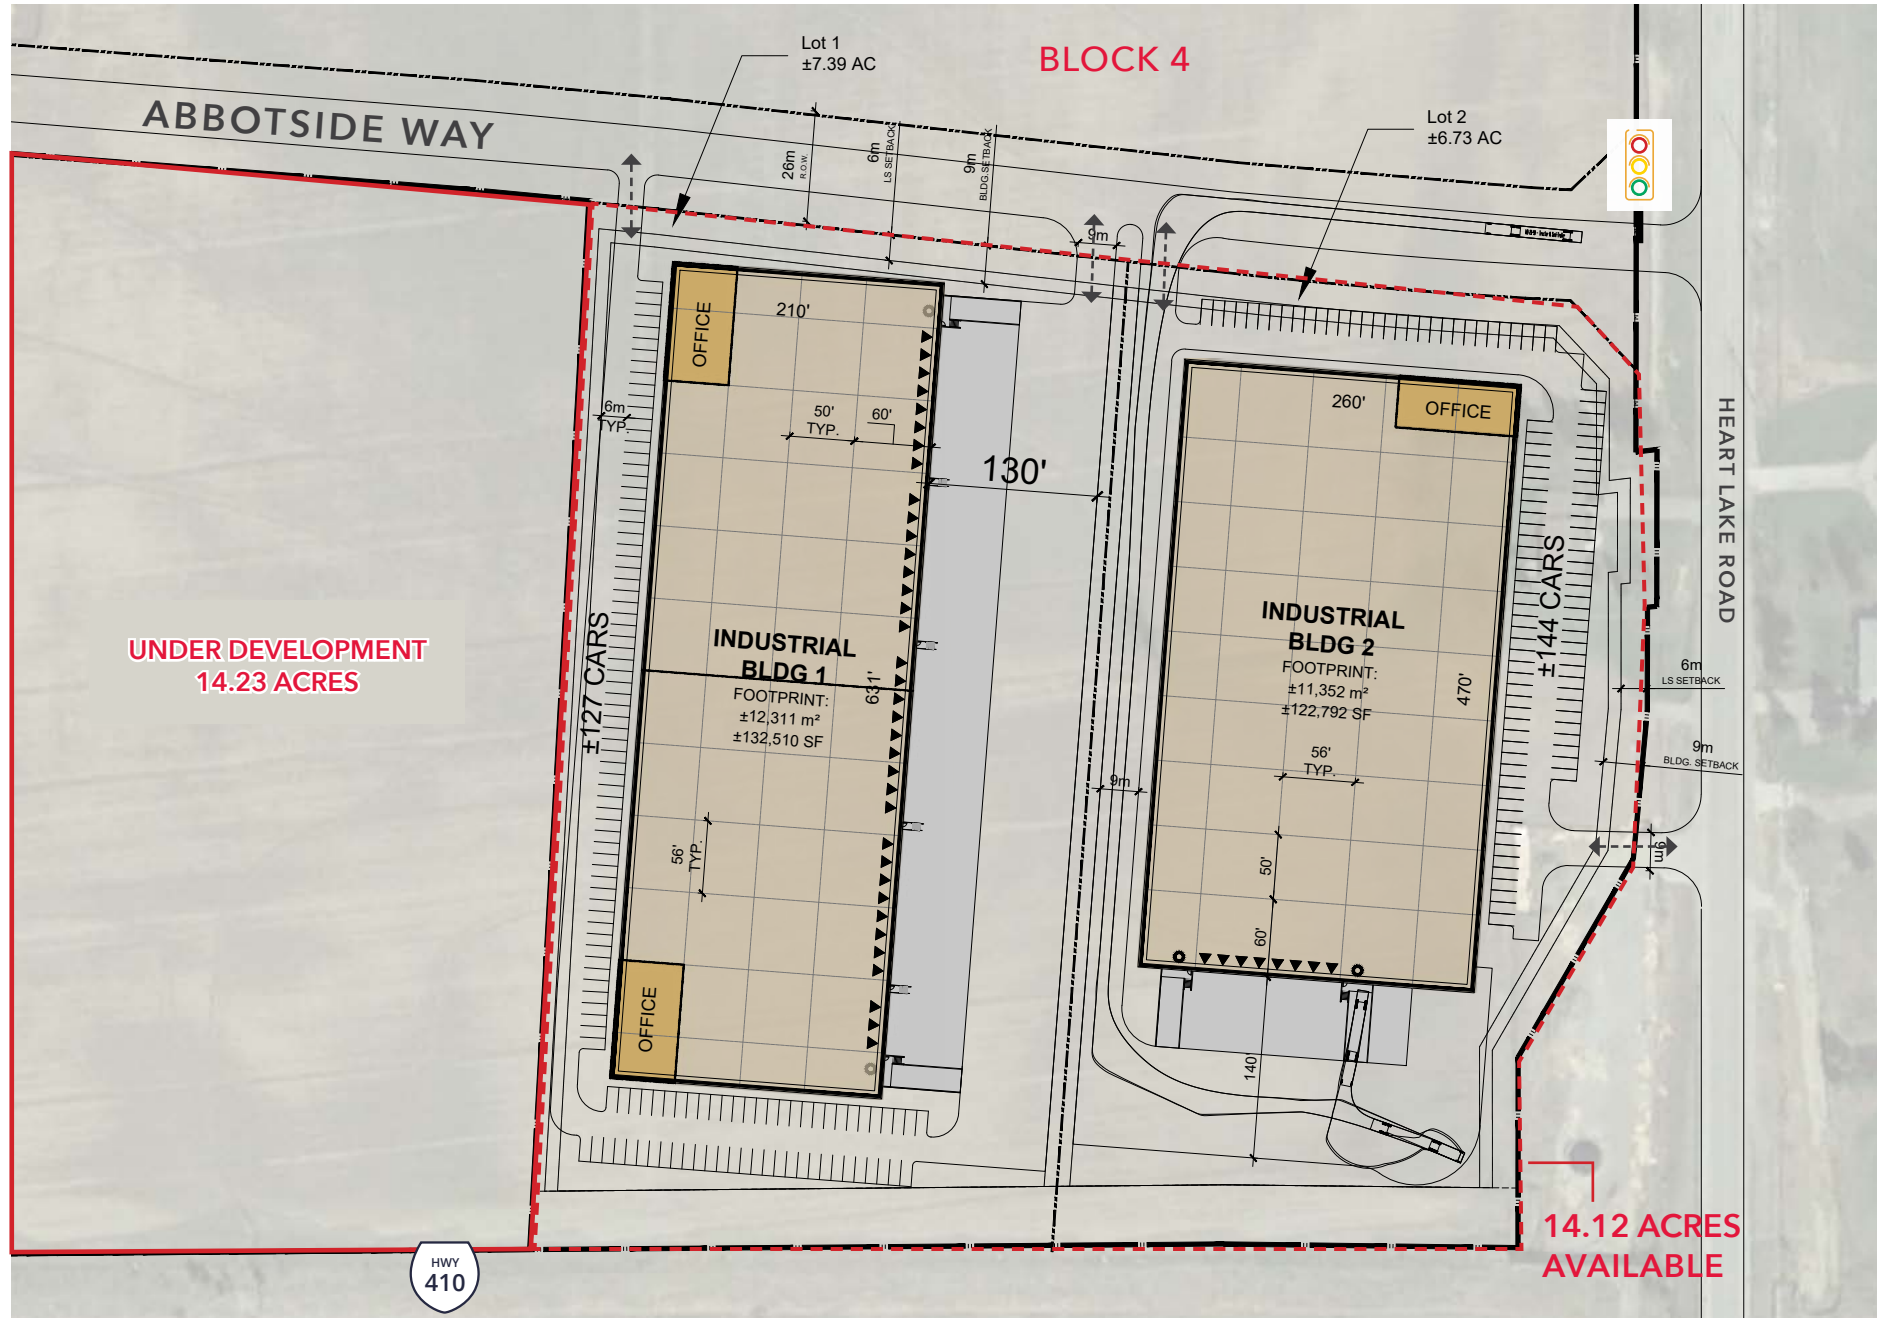 Lot 1
±7.39 AC
BLOCK 4
ABBOTSIDE WAY
Lot 2
±6.73 AC
26m
R.O.W.
6m
LS SETBACK
9m
BLDG. SETBACK
9m
OFFICE
210'
6m
TYP.
50'
TYP.
60'
130'
260'
OFFICE
HEART LAKE ROAD
UNDER DEVELOPMENT
14.23 ACRES
±127 CARS
INDUSTRIAL
BLDG 1
FOOTPRINT:
±12,311 m²
±132,510 SF
631'
INDUSTRIAL
BLDG 2
FOOTPRINT:
±11,352 m²
±122,792 SF
470'
±144 CARS
6m
LS SETBACK
9m
BLDG. SETBACK
56'
TYP.
9m
56'
TYP.
50'
60'
9m
OFFICE
140'
14.12 ACRES
AVAILABLE
HWY
410